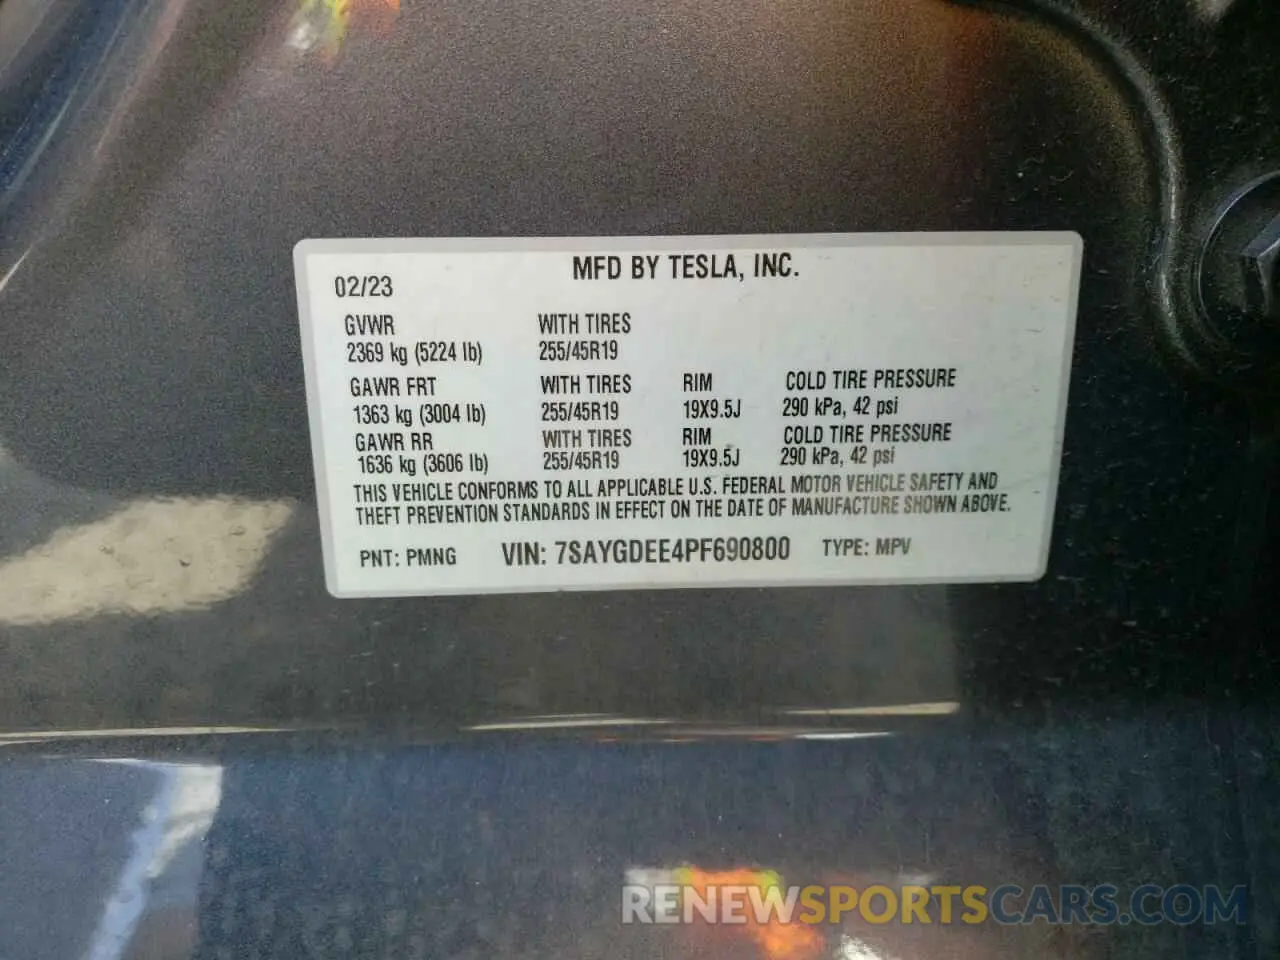 MFD BY TESLA, INC.
02/23
GVWR WITH TIRES
2369 kg (5224 lb) 255/45R19
GAWR FRT WITH TIRES RIM COLD TIRE PRESSURE
1363 kg (3004 lb) 255/45R19 19X9.5J 290 kPa, 42 psi
GAWR RR WITH TIRES RIM COLD TIRE PRESSURE
1636 kg (3606 lb) 255/45R19 19X9.5J 290 kPa, 42 psi
THIS VEHICLE CONFORMS TO ALL APPLICABLE U.S. FEDERAL MOTOR VEHICLE SAFETY AND
THEFT PREVENTION STANDARDS IN EFFECT ON THE DATE OF MANUFACTURE SHOWN ABOVE.
PNT: PMNG VIN: 7SAYGDEE4PF690800 TYPE: MPV
RENEWSPORTSCARS.COM